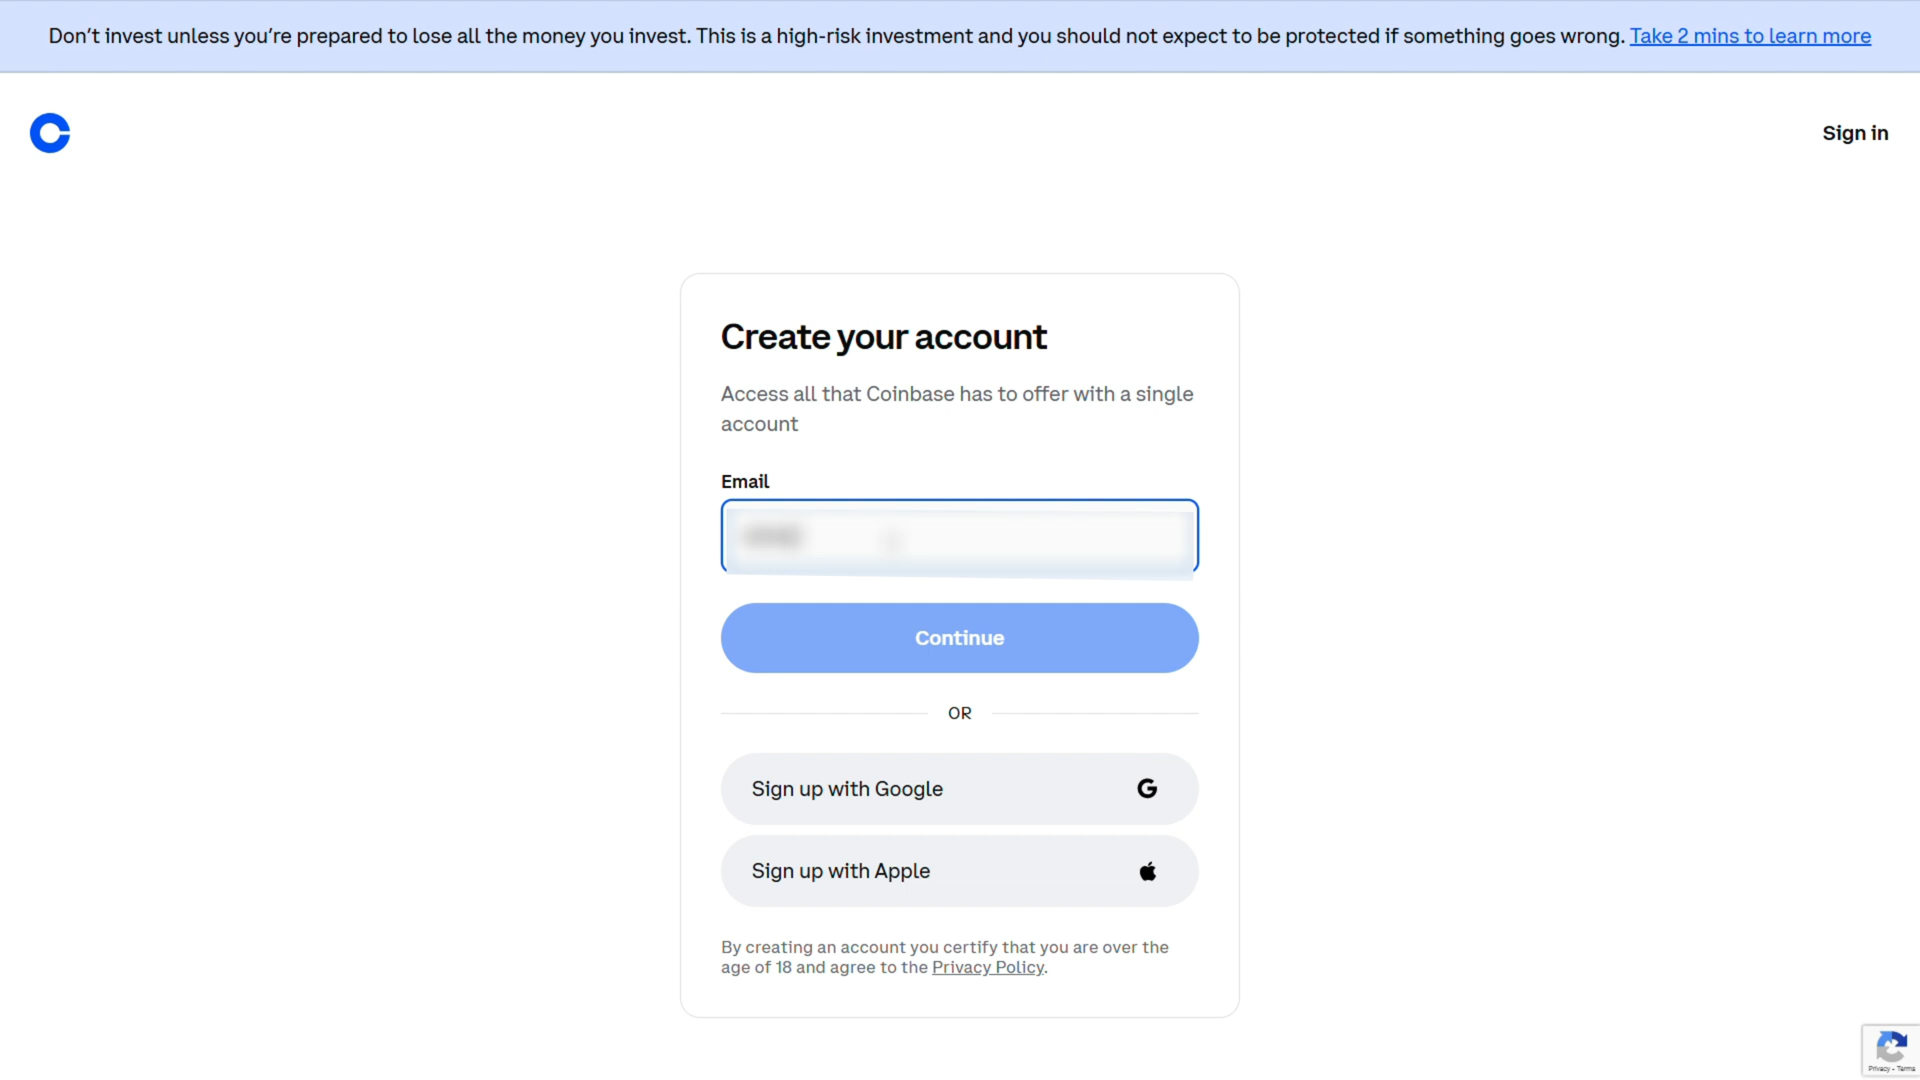 Don’t invest unless you’re prepared to lose all the money you invest. This is a high-risk investment and you should not expect to be protected if something goes wrong. Take 2 mins to learn more
Sign in
Create your account
Access all that Coinbase has to offer with a single
account
Email
Continue
OR
Sign up with Google
Sign up with Apple
By creating an account you certify that you are over the
age of 18 and agree to the Privacy Policy.
Privacy - Terms